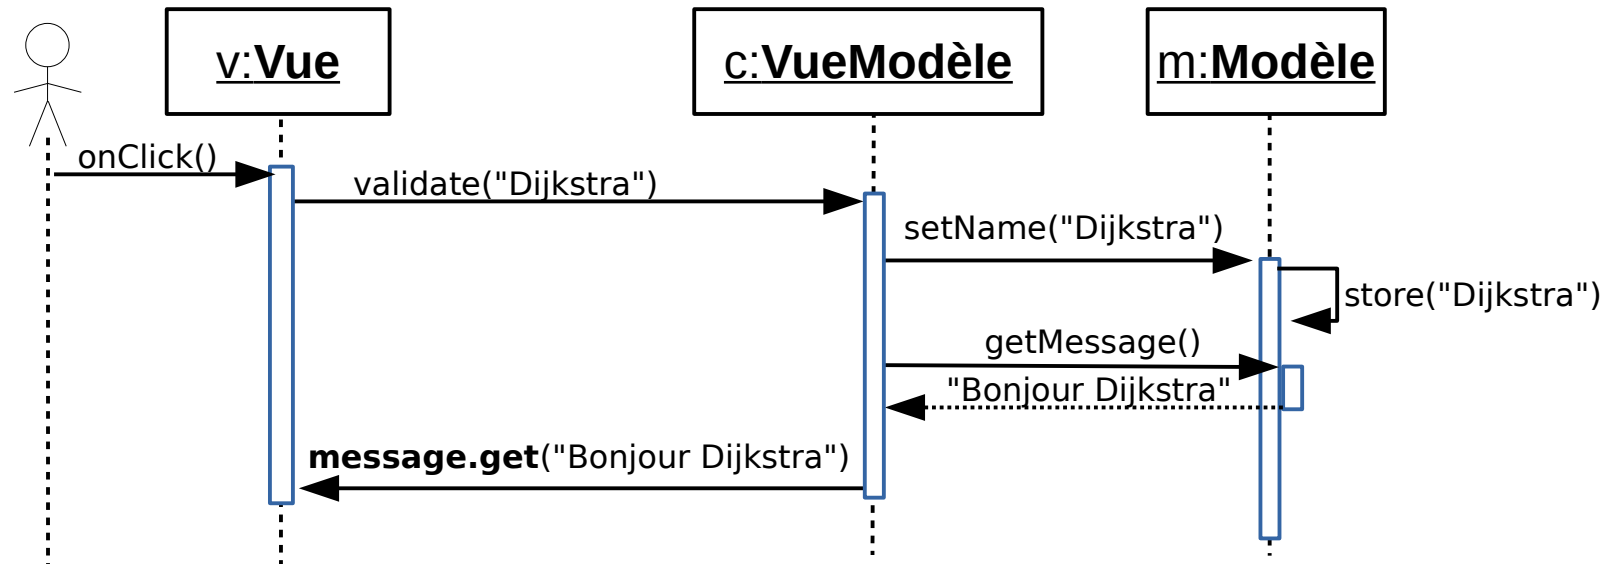 v:Vue
c:VueModèle
m:Modèle
onClick()
validate("Dijkstra")
setName("Dijkstra")
store("Dijkstra")
getMessage()
"Bonjour Dijkstra"
message.get("Bonjour Dijkstra")